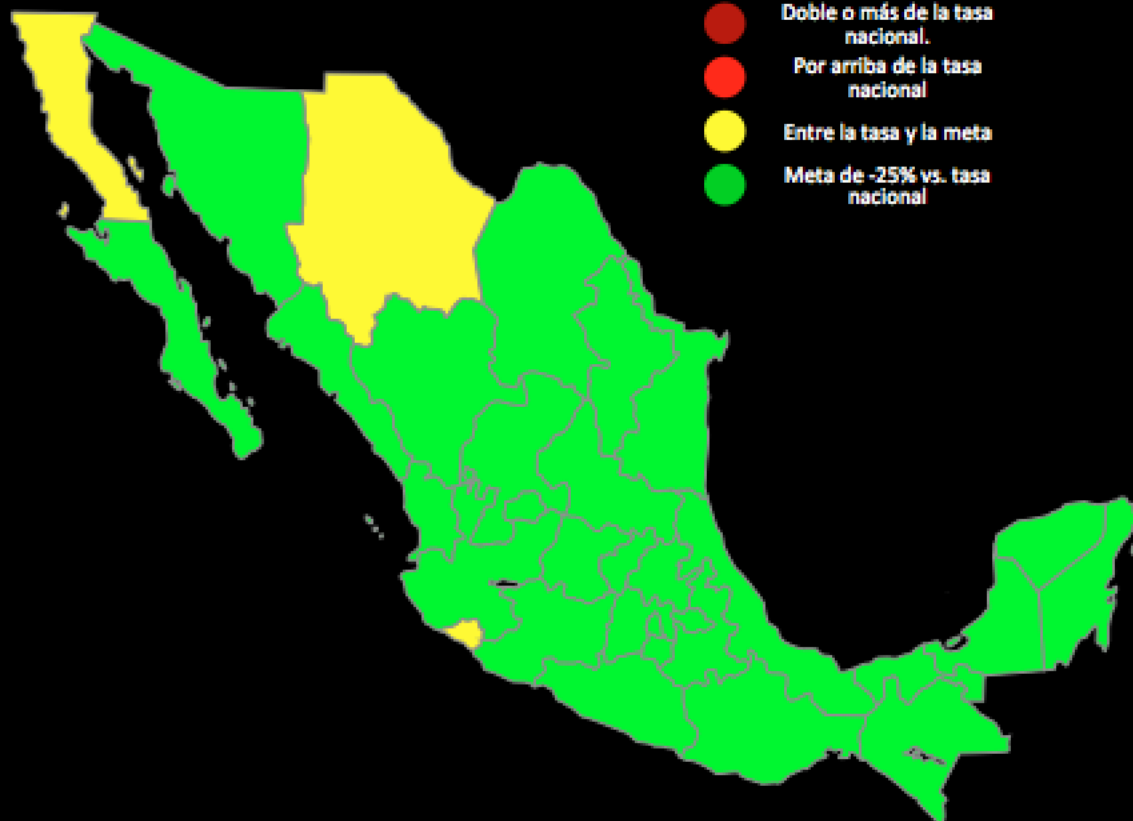 Doble o más de la tasa
nacional.
Por arriba de la tasa
nacional
Entre la tasa y la meta
Meta de -25% vs. tasa
nacional